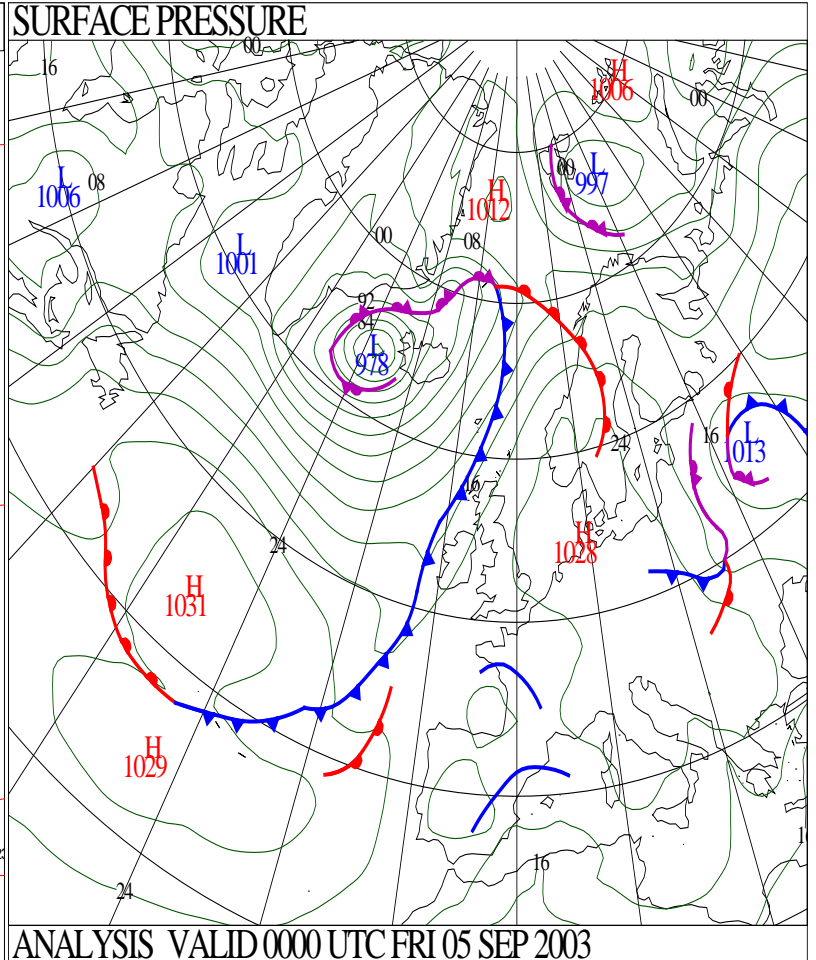 SURFACE PRESSURE
00
16
H
1006
00
L
1006
08
00
L
997
H
1012
00
08
L
1001
92
84
L
978
16
L
1013
24
16
24
H
1028
H
1031
H
1029
16
24
ANALYSIS VALID 0000 UTC FRI 05 SEP 2003